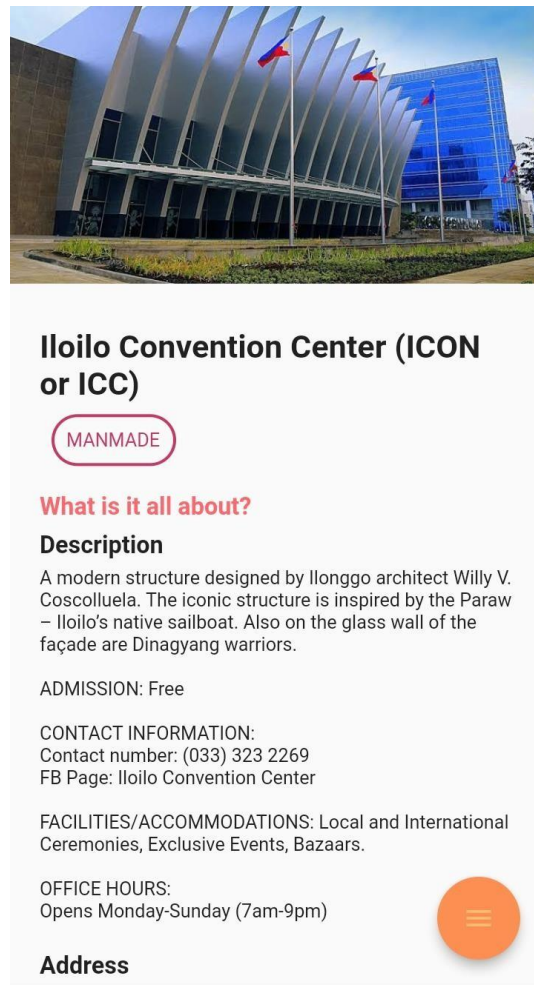 Iloilo Convention Center (ICON
or ICC)
MANMADE
What is it all about?
Description
A modern structure designed by Ilonggo architect Willy V.
Coscolluela. The iconic structure is inspired by the Paraw
– Iloilo’s native sailboat. Also on the glass wall of the
façade are Dinagyang warriors.
ADMISSION: Free
CONTACT INFORMATION:
Contact number: (033) 323 2269
FB Page: Iloilo Convention Center
FACILITIES/ACCOMMODATIONS: Local and International
Ceremonies, Exclusive Events, Bazaars.
OFFICE HOURS:
Opens Monday-Sunday (7am-9pm)
Address